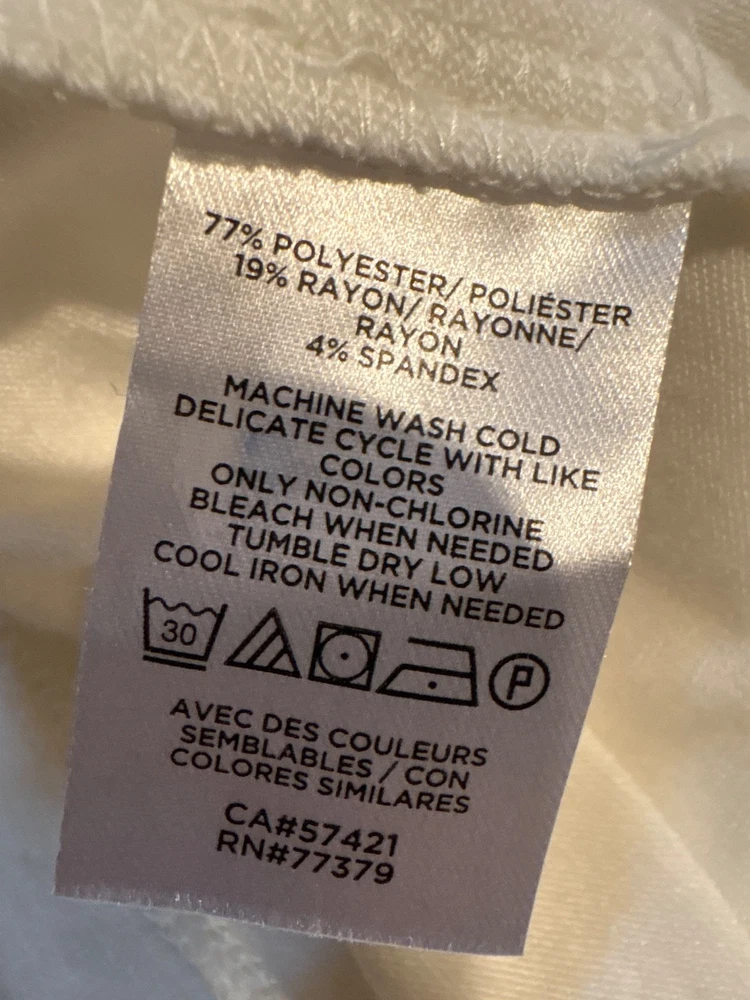 77% POLYESTER/ POLIÉSTER
19% RAYON/ RAYONNE/
RAYON
4% SPANDEX
MACHINE WASH COLD
DELICATE CYCLE WITH LIKE
COLORS
ONLY NON-CHLORINE
BLEACH WHEN NEEDED
TUMBLE DRY LOW
COOL IRON WHEN NEEDED
30 P
AVEC DES COULEURS
SEMBLABLES / CON
COLORES SIMILARES
CA#57421
RN#77379